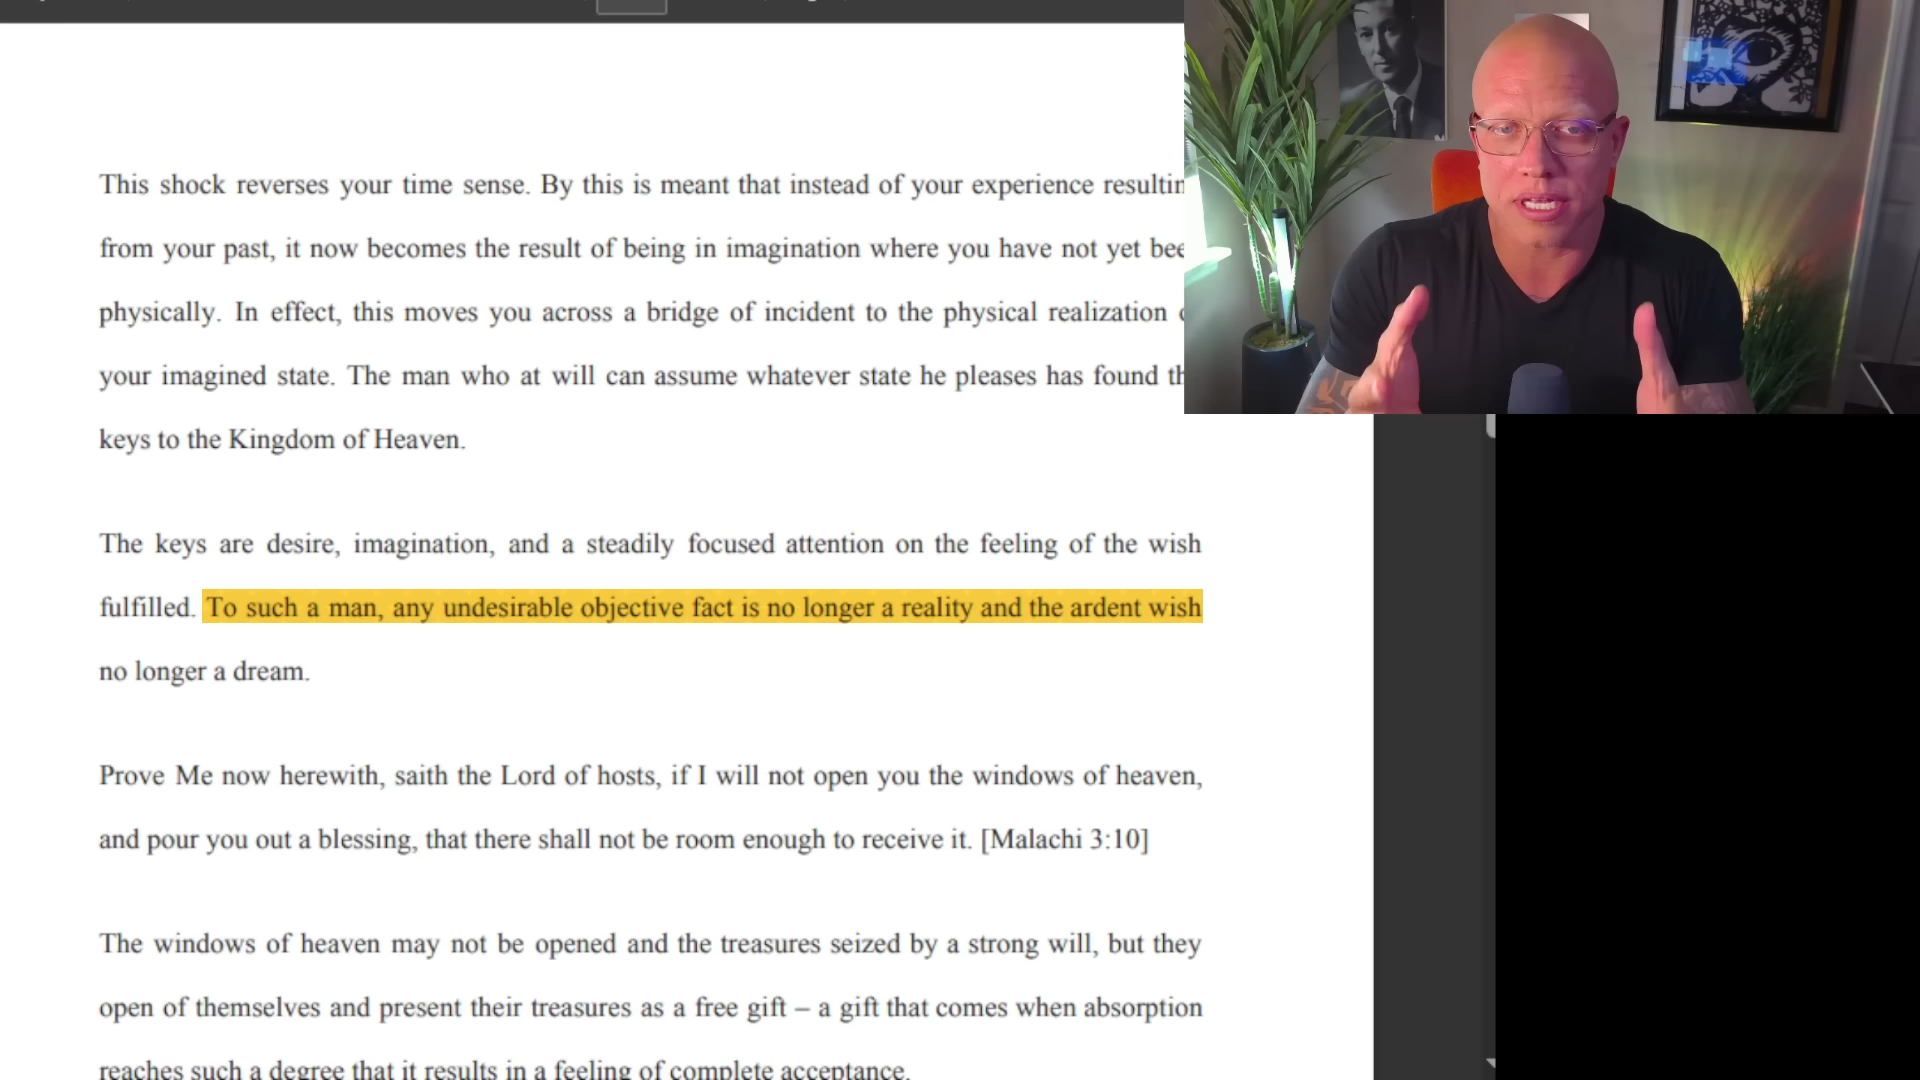 This shock reverses your time sense. By this is meant that instead of your experience
from your past, it now becomes the result of being in imagination where you have not yet
physically. In effect, this moves you across a bridge of incident to the physical realization
your imagined state. The man who at will can assume whatever state he pleases has found
keys to the Kingdom of Heaven.
The keys are desire, imagination, and a steadily focused attention on the feeling of the wish
fulfilled. To such a man, any undesirable objective fact is no longer a reality and the ardent wish
no longer a dream.
Prove Me now herewith, saith the Lord of hosts, if I will not open you the windows of heaven,
and pour you out a blessing, that there shall not be room enough to receive it. [Malachi 3:10]
The windows of heaven may not be opened and the treasures seized by a strong will, but they
open of themselves and present their treasures as a free gift – a gift that comes when absorption
reaches such a degree that it results in a feeling of complete acceptance.